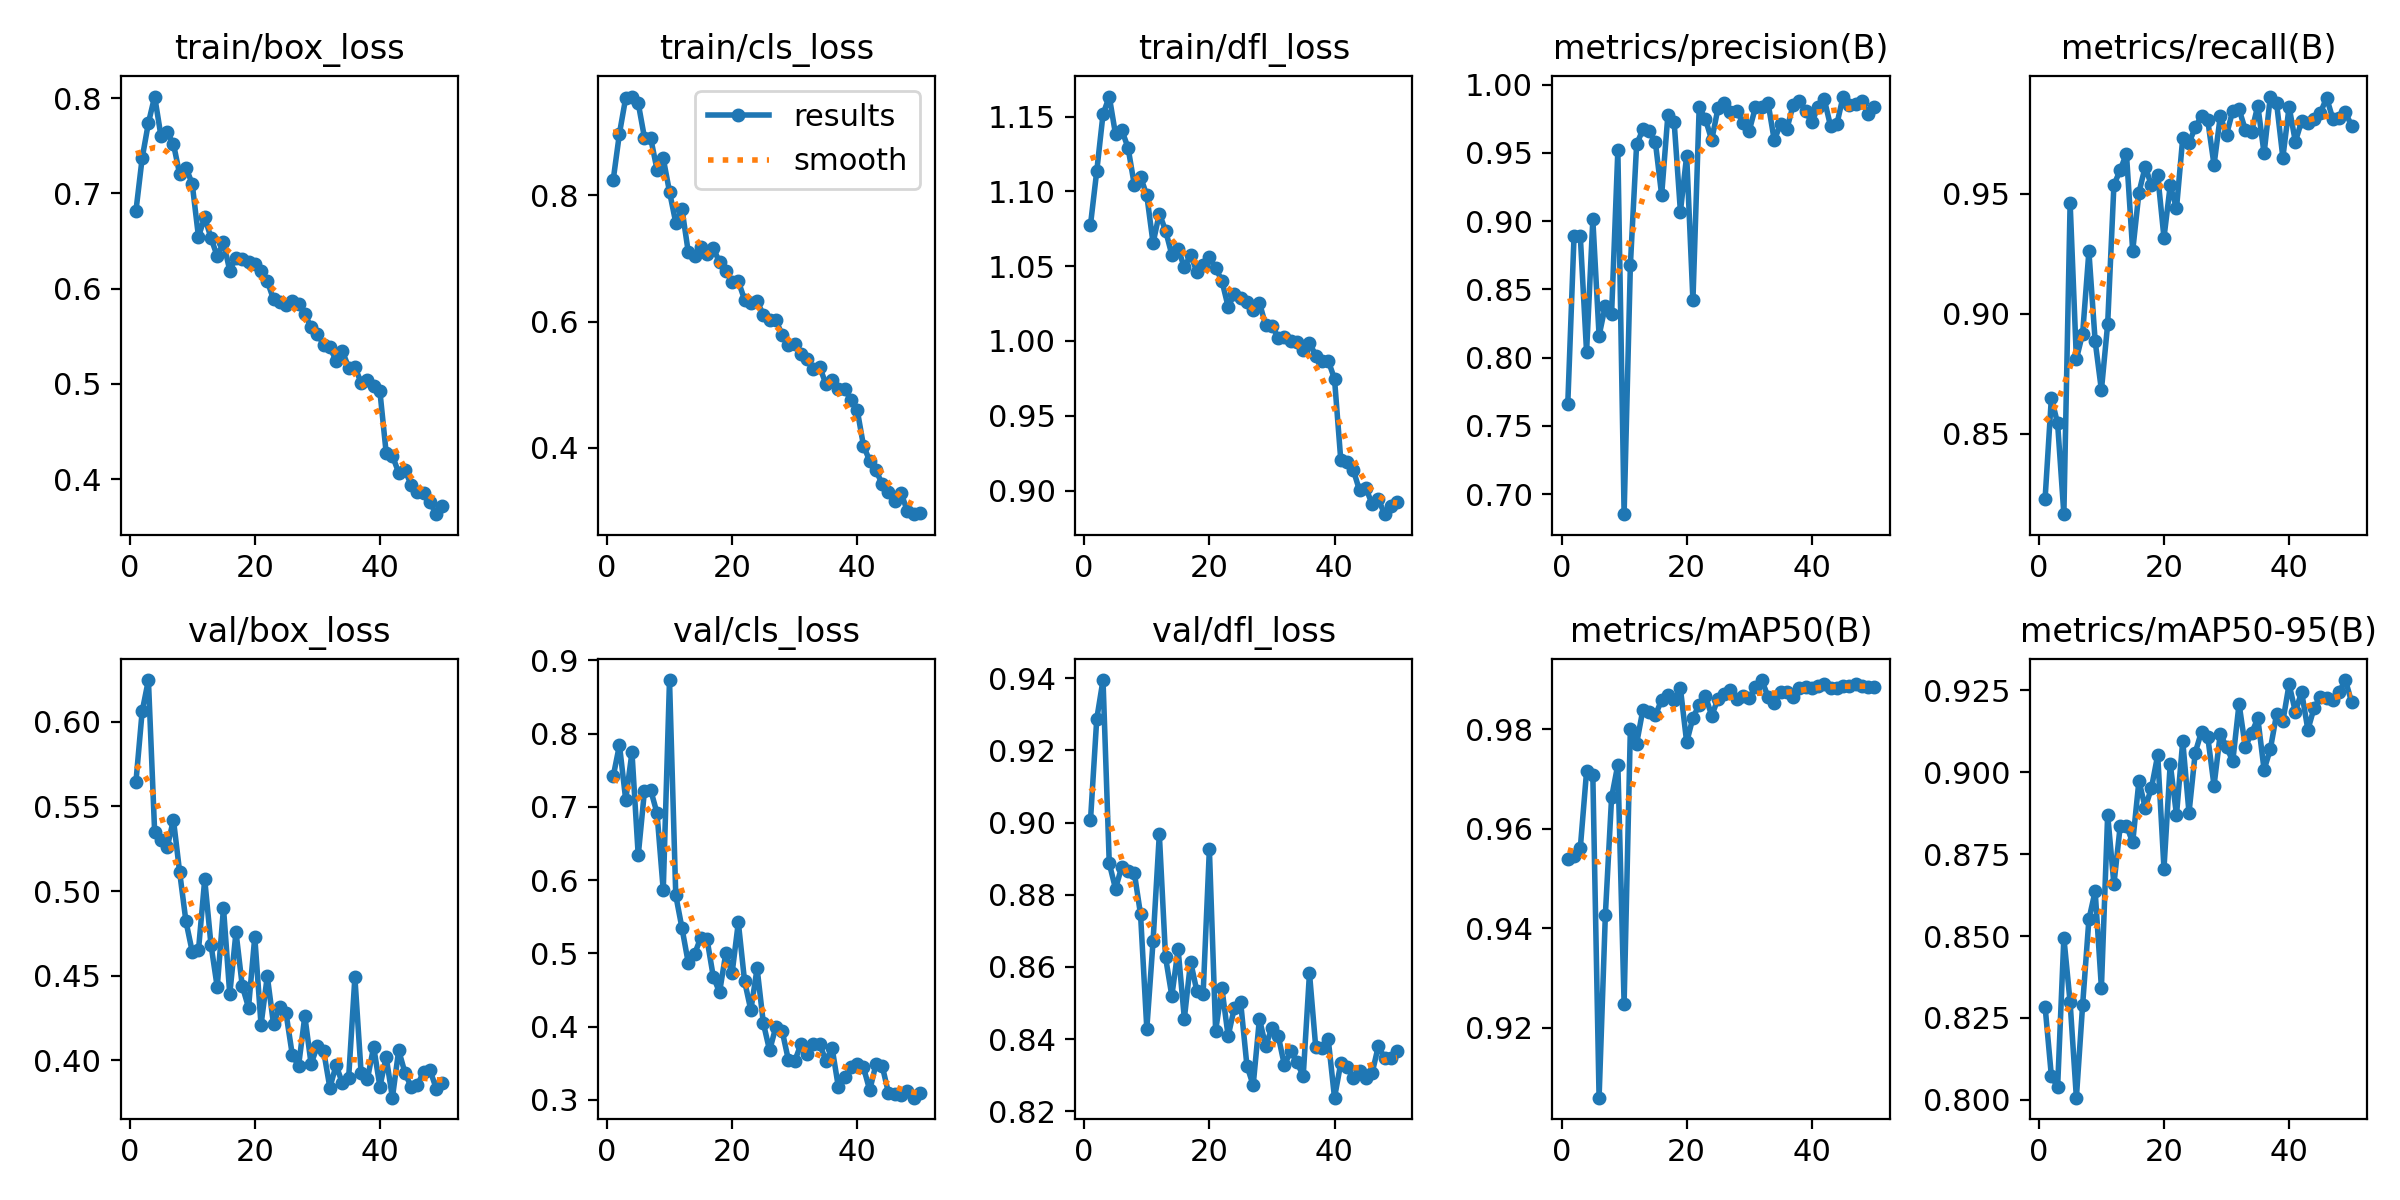 train/box_loss
0.8
0.7
0.6
0.5
0.4
0 20 40
train/cls_loss
results
smooth
0.8
0.6
0.4
0 20 40
train/dfl_loss
1.15
1.10
1.05
1.00
0.95
0.90
0 20 40
metrics/precision(B)
1.00
0.95
0.90
0.85
0.80
0.75
0.70
0 20 40
metrics/recall(B)
0.95
0.90
0.85
0 20 40
val/box_loss
0.60
0.55
0.50
0.45
0.40
0 20 40
val/cls_loss
0.9
0.8
0.7
0.6
0.5
0.4
0.3
0 20 40
val/dfl_loss
0.94
0.92
0.90
0.88
0.86
0.84
0.82
0 20 40
metrics/mAP50(B)
0.98
0.96
0.94
0.92
0 20 40
metrics/mAP50-95(B)
0.925
0.900
0.875
0.850
0.825
0.800
0 20 40